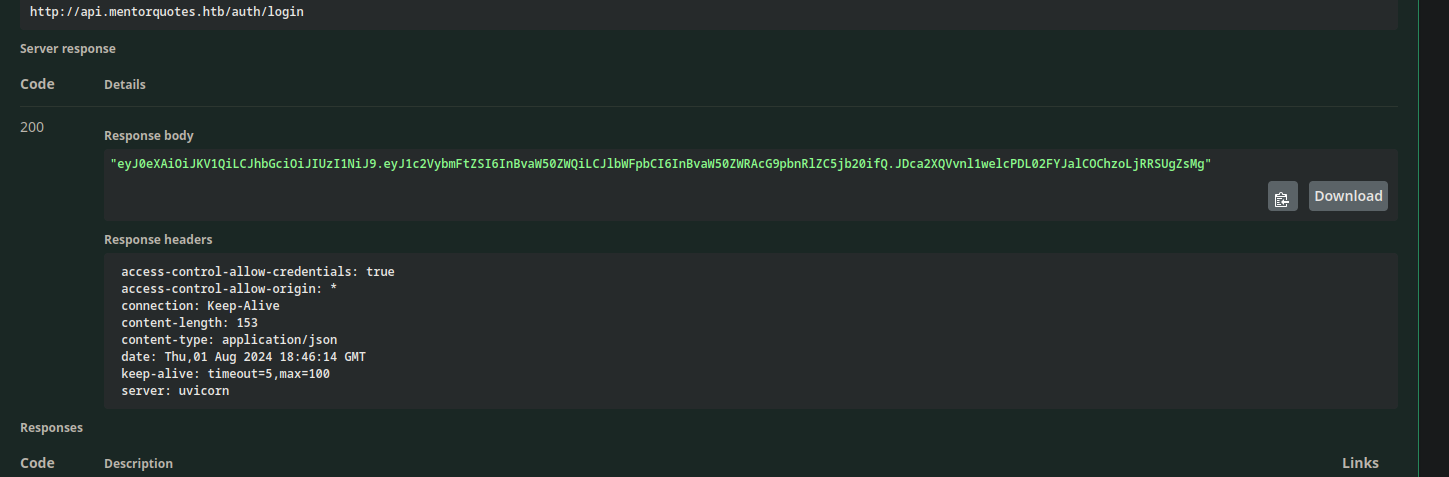 http://api.mentorquotes.htb/auth/login
Server response
Code Details
200
Response body
"eyJ0eXAiOiJKV1QiLCJhbGciOiJIUzI1NiJ9.eyJ1c2VybmFtZSI6InBvaW50ZWQiLCJlbWFpbCI6InBvaW50ZWRAcG9pbnRlZC5jb20ifQ.JDca2XQVvnl1welcPDL02FYJalCOChzoLjRRSUgZsMg"
Download
Response headers
access-control-allow-credentials: true
access-control-allow-origin: *
connection: Keep-Alive
content-length: 153
content-type: application/json
date: Thu,01 Aug 2024 18:46:14 GMT
keep-alive: timeout=5,max=100
server: uvicorn
Responses
Code Description Links